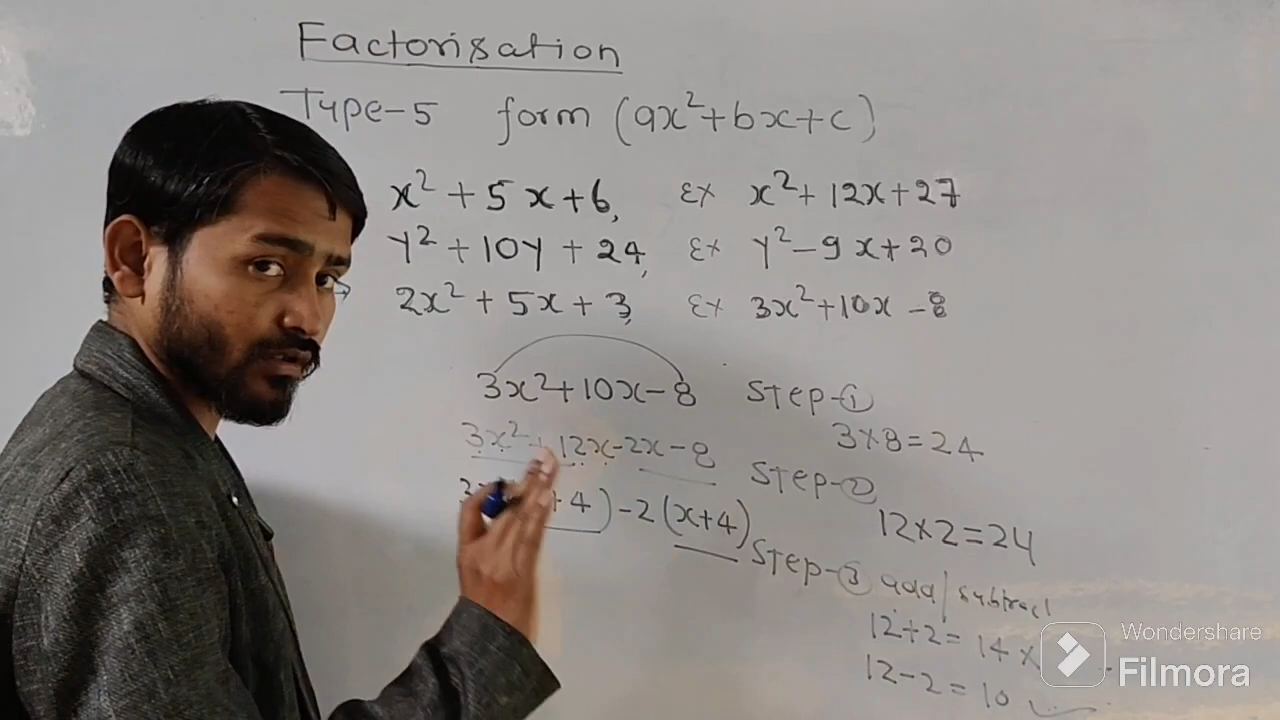 Factorisation
Type-5 form (ax²+bx+c)
x² + 5x+6, Ex x²+12x+27
y² + 10y + 24, Ex y²-9x+20
2x² + 5x + 3, Ex 3x²+10x-8
3x²+10x-8 Step-①
3×8=24
3x²+12x-2x-8
Step-②
12×2=24
+4)-2(x+4)
Step-③ add/subtract
12+2=14×
12-2=10 ✓
Wondershare
Filmora